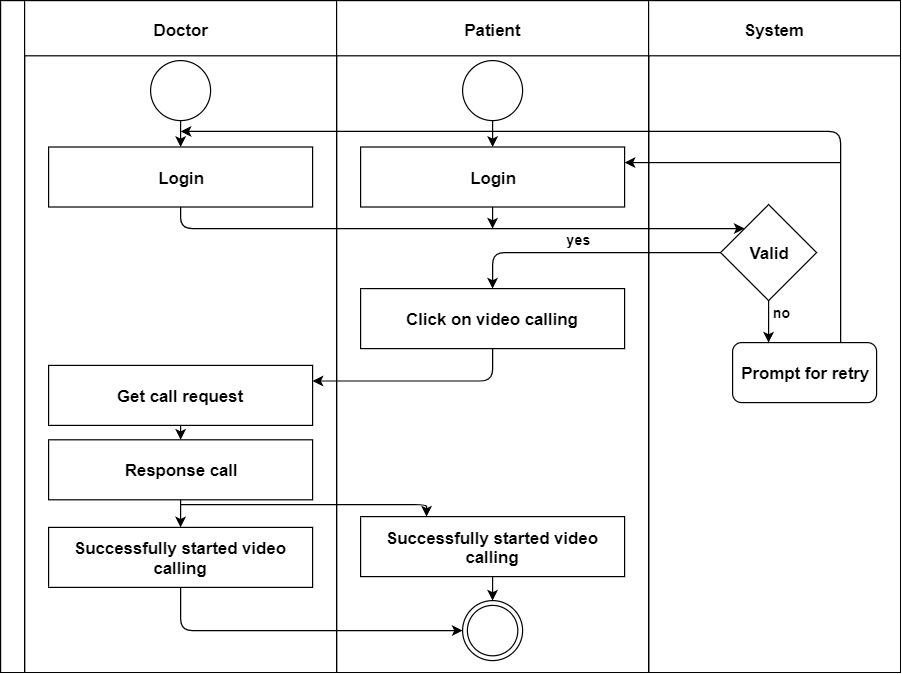 Doctor
Patient
System
Login
Login
yes
Valid
no
Click on video calling
Prompt for retry
Get call request
Response call
Successfully started video
calling
Successfully started video
calling